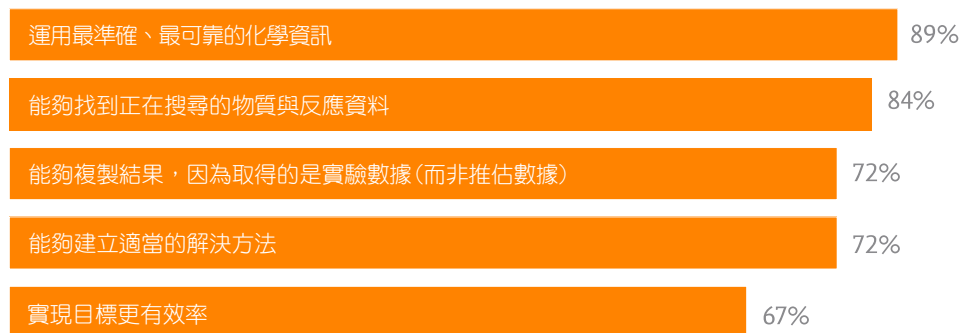 運用最準確、最可靠的化學資訊 89%
能夠找到正在搜尋的物質與反應資料 84%
能夠複製結果，因為取得的是實驗數據(而非推估數據) 72%
能夠建立適當的解決方法 72%
實現目標更有效率 67%